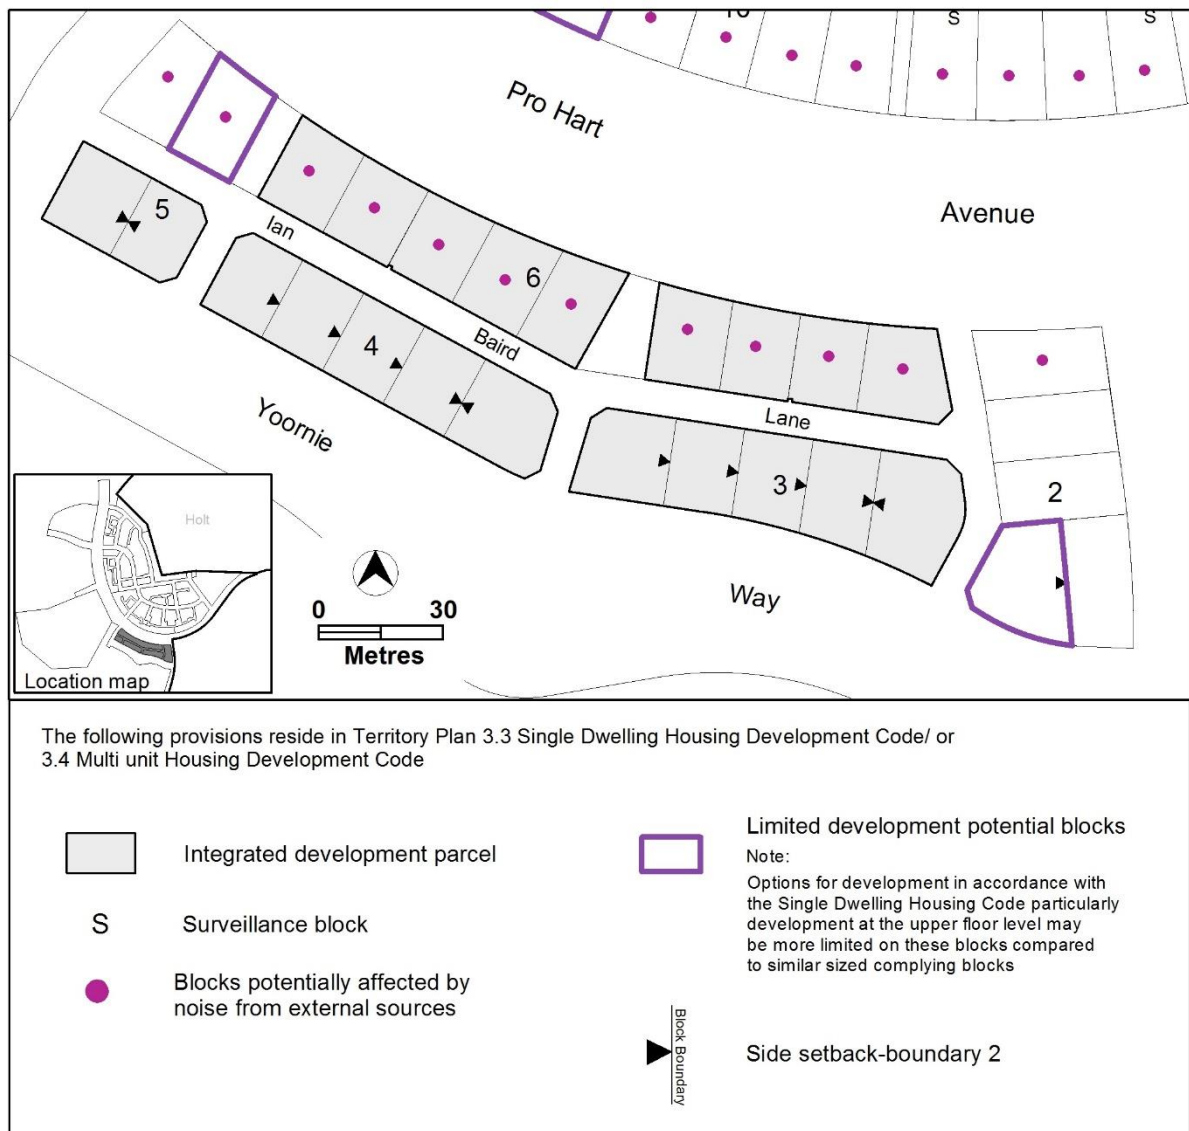 S
S
Pro Hart
Avenue
5
Ian
6
4
Baird
Lane
Yoornie
3
2
Way
Holt
0 30
Metres
Location map
The following provisions reside in Territory Plan 3.3 Single Dwelling Housing Development Code/ or
3.4 Multi unit Housing Development Code
Integrated development parcel
S Surveillance block
Blocks potentially affected by
noise from external sources
Limited development potential blocks
Note:
Options for development in accordance with
the Single Dwelling Housing Code particularly
development at the upper floor level may
be more limited on these blocks compared
to similar sized complying blocks
Block Boundary
Side setback-boundary 2